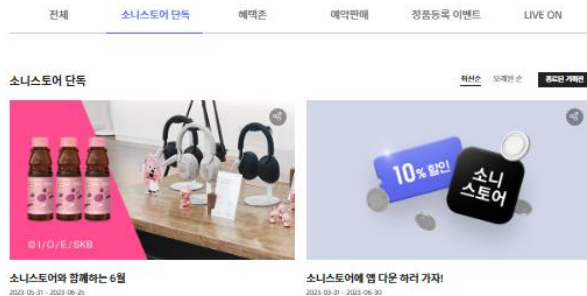 전체 소니스토어 단독 혜택존 예약판매 정품등록 이벤트 LIVE ON
소니스토어 단독 최신순 오래된 순 종료된 기획전
© I / O / E / SKB
10% 할인
소니
스토어
소니스토어와 함께하는 6월 소니스토어에 앱 다운 하러 가자!
2023-05-31 ~ 2023-06-25 2023-03-31 ~ 2023-06-30